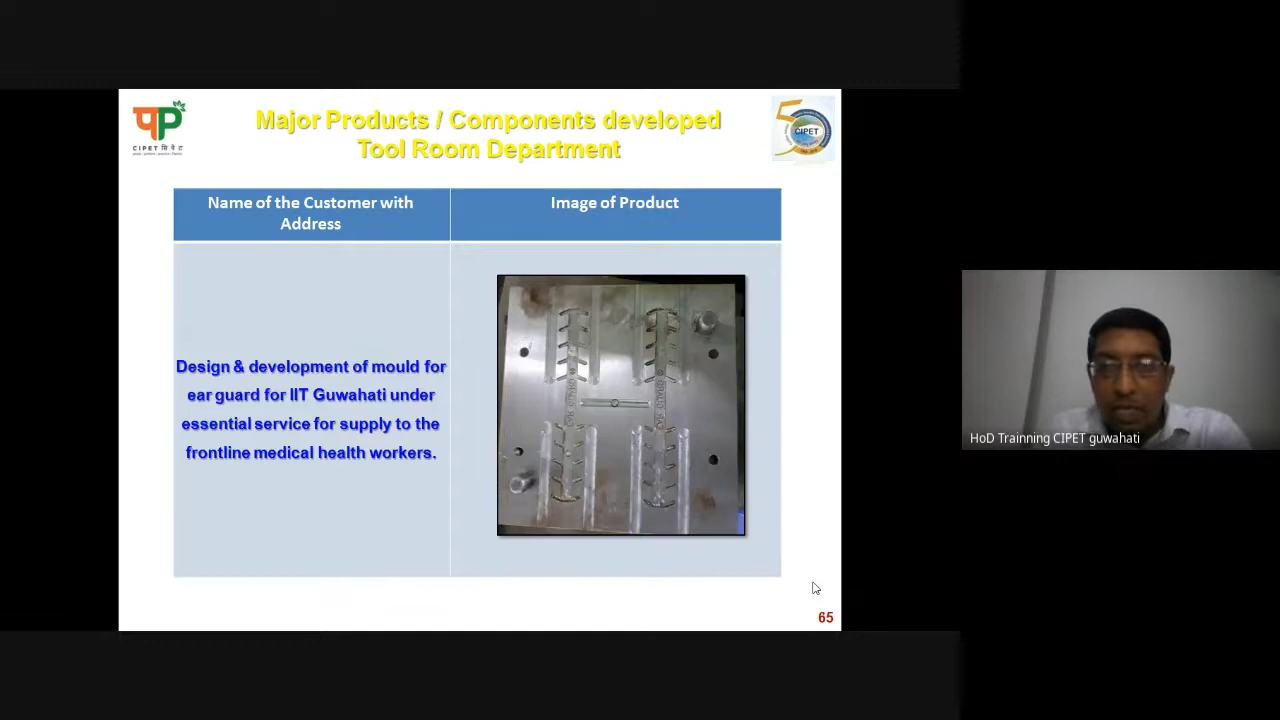 Major Products / Components developed
Tool Room Department
CIPET सिपेट
CIPET
Name of the Customer with
Address
Image of Product
Design & development of mould for
ear guard for IIT Guwahati under
essential service for supply to the
frontline medical health workers.
HoD Trainning CIPET guwahati
65